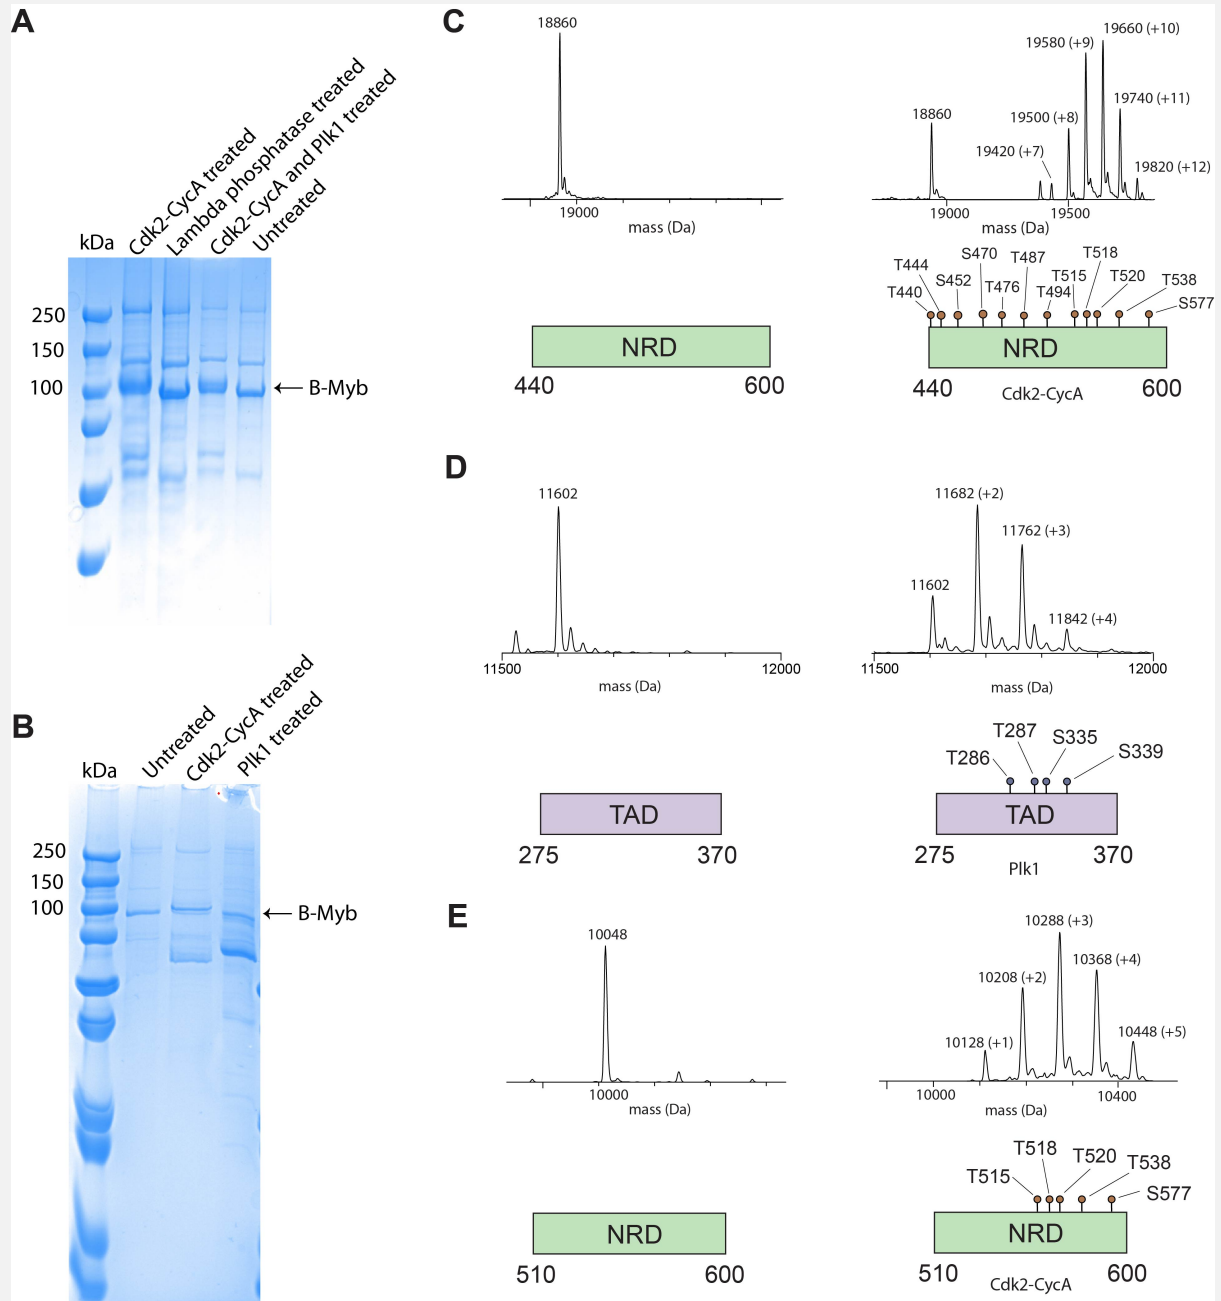 A
Cdk2-CycA treated
Lambda phosphatase treated
Cdk2-CycA and Plk1 treated
Untreated
kDa
250
150
100
B-Myb
B
Untreated
Cdk2-CycA treated
Plk1 treated
kDa
250
150
100
B-Myb
C
18860
19000
mass (Da)
NRD
440 600
19660 (+10)
19580 (+9)
19740 (+11)
18860
19500 (+8)
19420 (+7)
19820 (+12)
19000 19500
mass (Da)
S470 T487 T518
T444 S452 T515 T520 T538
T440 T476 T494 S577
NRD
440 600
Cdk2-CycA
D
11602
11500 12000
mass (Da)
TAD
275 370
11682 (+2)
11762 (+3)
11602
11842 (+4)
11500 12000
mass (Da)
T287 S335
T286 S339
TAD
275 370
Plk1
E
10048
10000
mass (Da)
NRD
510 600
10288 (+3)
10368 (+4)
10208 (+2)
10448 (+5)
10128 (+1)
10000 10400
mass (Da)
T518 T520 T538
T515 S577
NRD
510 600
Cdk2-CycA